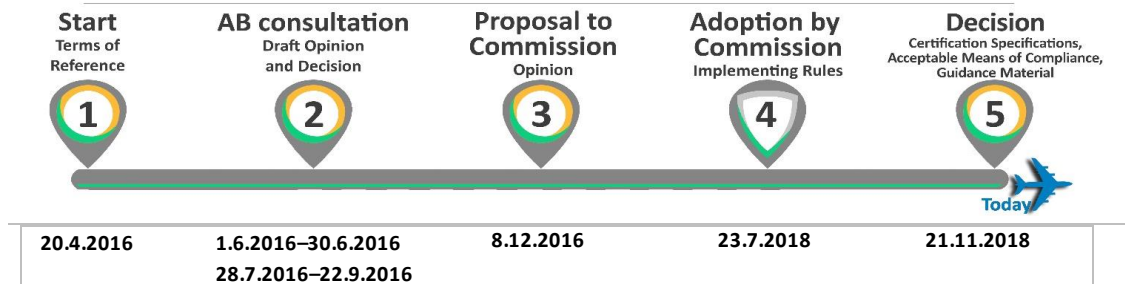 Start
Terms of
Reference
1
AB consultation
Draft Opinion
and Decision
2
Proposal to
Commission
Opinion
3
Adoption by
Commission
Implementing Rules
4
Decision
Certification Specifications,
Acceptable Means of Compliance,
Guidance Material
5
Today
20.4.2016
1.6.2016–30.6.2016
28.7.2016–22.9.2016
8.12.2016
23.7.2018
21.11.2018